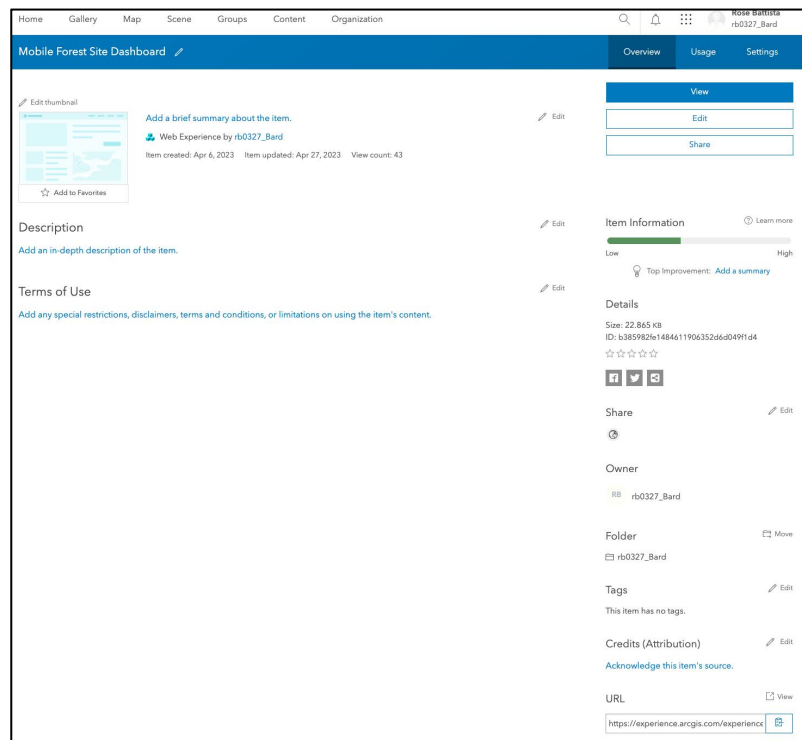 Home Gallery Map Scene Groups Content Organization
Rose Battista
rb0327_Bard
Mobile Forest Site Dashboard
Overview Usage Settings
Edit thumbnail
Add to Favorites
Add a brief summary about the item.
Edit
Web Experience by rb0327_Bard
Item created: Apr 6, 2023 Item updated: Apr 27, 2023 View count: 43
View
Edit
Share
Description
Edit
Add an in-depth description of the item.
Terms of Use
Edit
Add any special restrictions, disclaimers, terms and conditions, or limitations on using the item's content.
Item Information
Learn more
Low High
Top Improvement: Add a summary
Details
Size: 22.865 KB
ID: b385982fe1484611906352d6d049f1d4
Share
Edit
Owner
RB rb0327_Bard
Folder
Move
rb0327_Bard
Tags
Edit
This item has no tags.
Credits (Attribution)
Edit
Acknowledge this item's source.
URL
View
https://experience.arcgis.com/experience